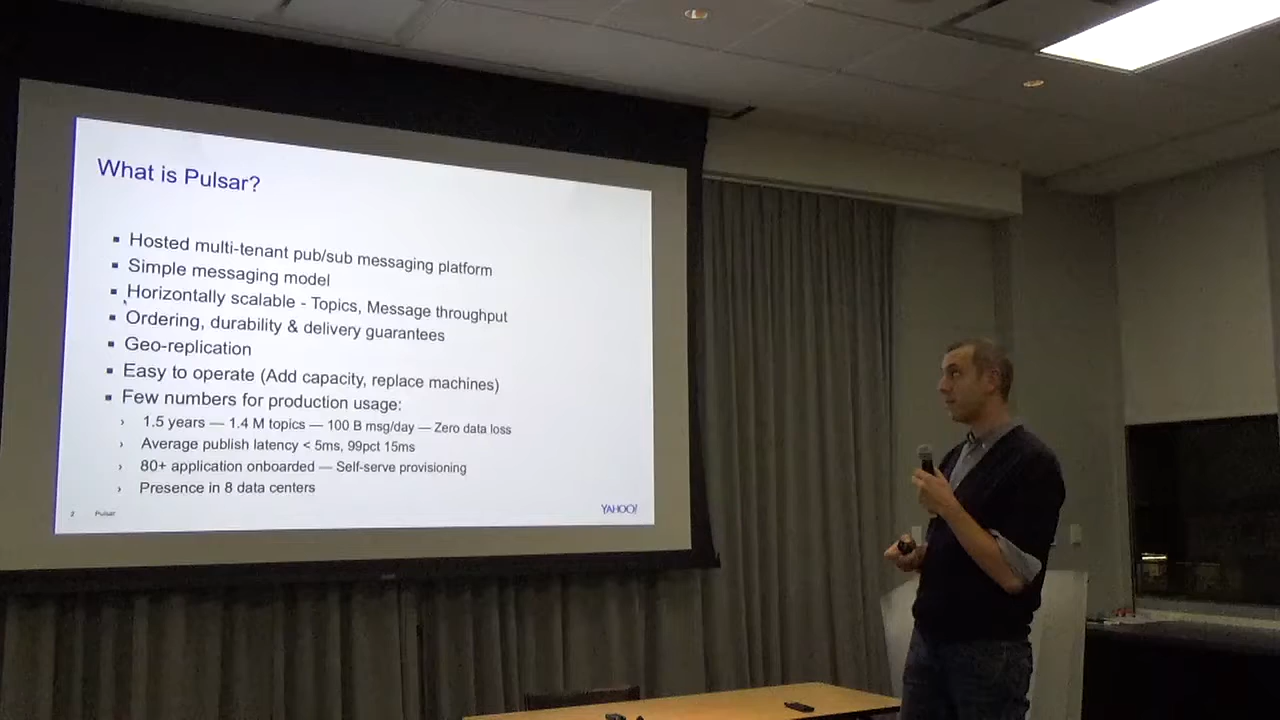 What is Pulsar?
▪ Hosted multi-tenant pub/sub messaging platform
▪ Simple messaging model
▪ Horizontally scalable - Topics, Message throughput
▪ Ordering, durability & delivery guarantees
▪ Geo-replication
▪ Easy to operate (Add capacity, replace machines)
▪ Few numbers for production usage:
› 1.5 years — 1.4 M topics — 100 B msg/day — Zero data loss
› Average publish latency < 5ms, 99pct 15ms
› 80+ application onboarded — Self-serve provisioning
› Presence in 8 data centers
2 Pulsar YAHOO!